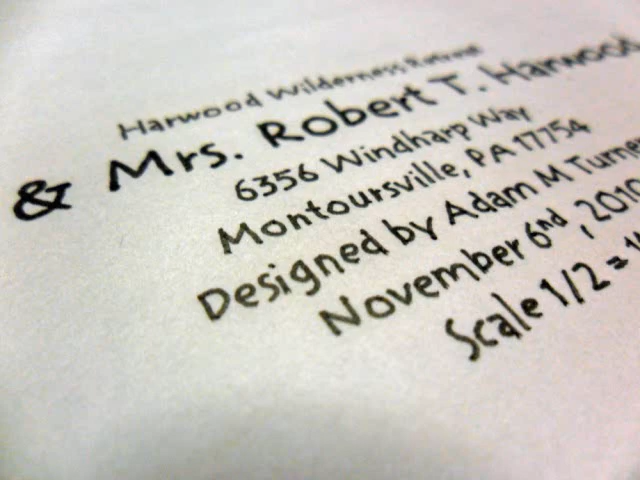 Harwood Wilderness Retreat
& Mrs. Robert T. Harwood
6356 Windharp Way
Montoursville, PA 17754
Designed by Adam M Turne
November 6nd, 2010
Scale 1/2 =